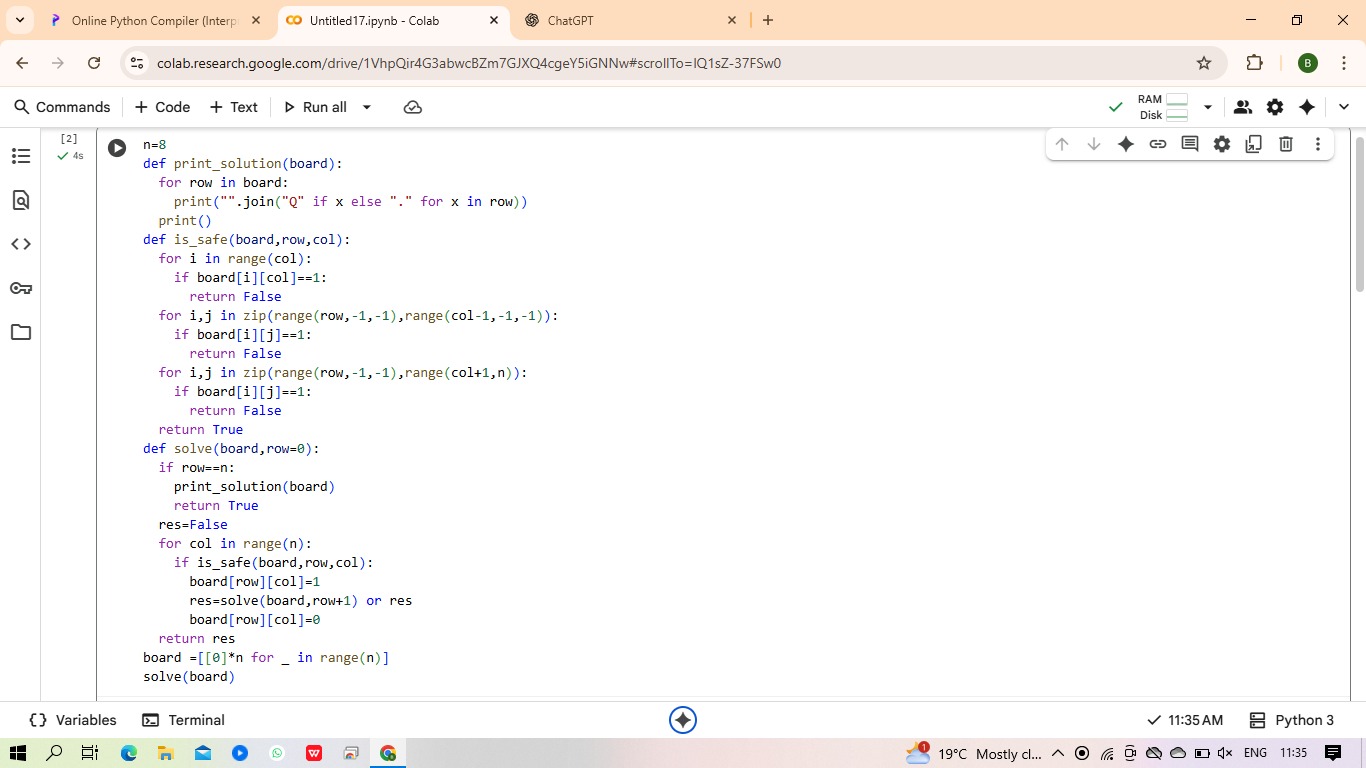 Online Python Compiler (Interp
Untitled17.ipynb - Colab
ChatGPT
colab.research.google.com/drive/1VhpQir4G3abwcBZm7GJXQ4cgeY5iGNNw#scrollTo=IQ1sZ-37FSw0
B
Commands
+ Code
+ Text
Run all
RAM
Disk
[2]
4s
n=8
def print_solution(board):
  for row in board:
    print("".join("Q" if x else "." for x in row))
  print()
def is_safe(board,row,col):
  for i in range(col):
    if board[i][col]==1:
      return False
  for i,j in zip(range(row,-1,-1),range(col-1,-1,-1)):
    if board[i][j]==1:
      return False
  for i,j in zip(range(row,-1,-1),range(col+1,n)):
    if board[i][j]==1:
      return False
  return True
def solve(board,row=0):
  if row==n:
    print_solution(board)
    return True
  res=False
  for col in range(n):
    if is_safe(board,row,col):
      board[row][col]=1
      res=solve(board,row+1) or res
      board[row][col]=0
  return res
board =[[0]*n for _ in range(n)]
solve(board)
Variables
Terminal
11:35 AM
Python 3
1
19°C Mostly cl...
ENG
11:35